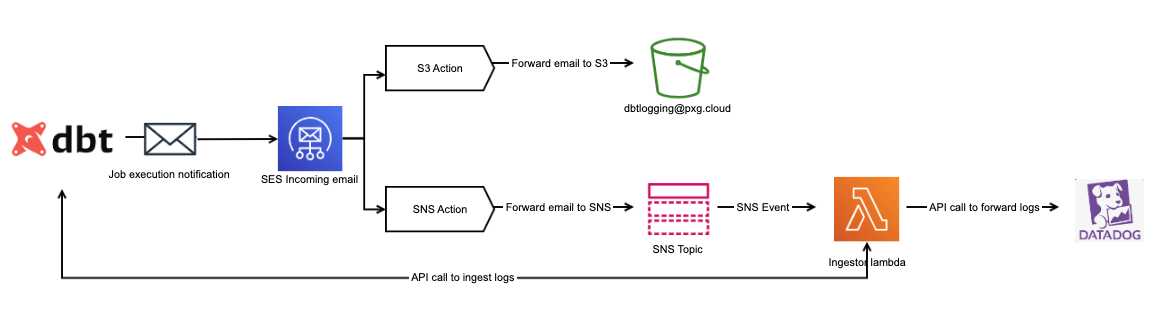 S3 Action
Forward email to S3
dbtlogging@pxg.cloud
dbt
Job execution notification
SES Incoming email
SNS Action
Forward email to SNS
SNS Topic
SNS Event
Ingestor lambda
API call to forward logs
DATADOG
API call to ingest logs